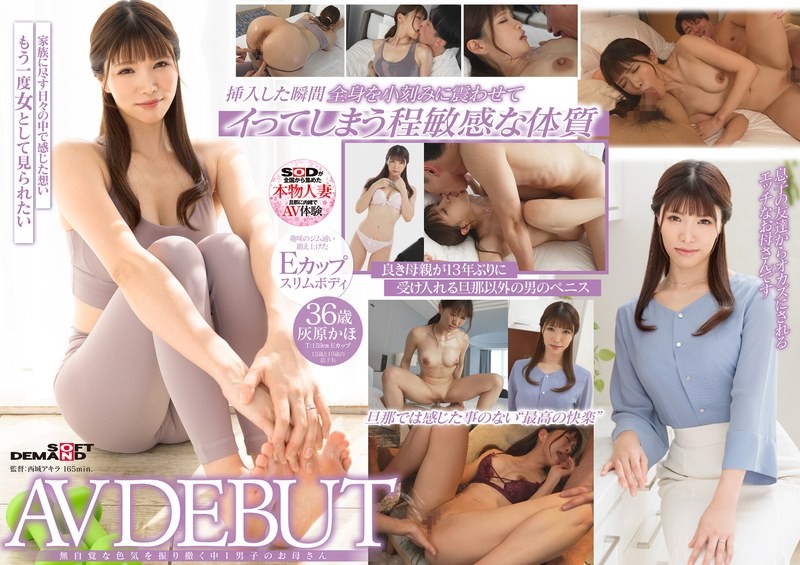 家族に尽す日々の中で感じた想い
もう一度女として見られたい
挿入した瞬間 全身を小刻みに震わせて
イってしまう程敏感な体質
SODが
全国から集めた
本物人妻
旦那に内緒で
AV体験
趣味のジム通い
鍛え上げた
Eカップ
スリムボディ
36歳
灰原かほ
T:159cm Eカップ
良き母親が13年ぶりに
受け入れる旦那以外の男のペニス
息子の友達からオカズにされる
エッチなお母さんです
旦那では感じた事のない“最高の快楽”
SOFT
DEMAND
監督:西城アキラ 165min.
AV DEBUT
無自覚な色気を振り撒く中1男子のお母さん